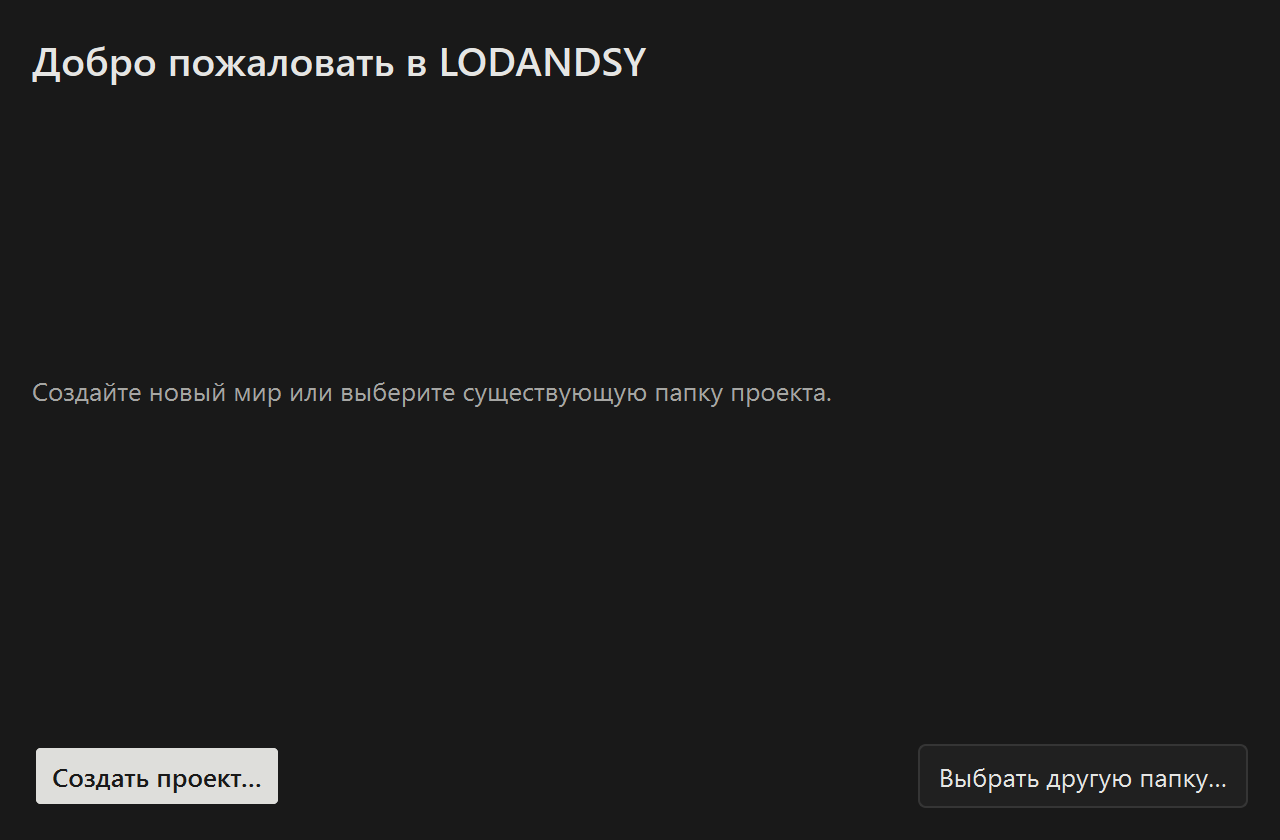 Добро пожаловать в LODANDSY
Создайте новый мир или выберите существующую папку проекта.
Создать проект...
Выбрать другую папку...